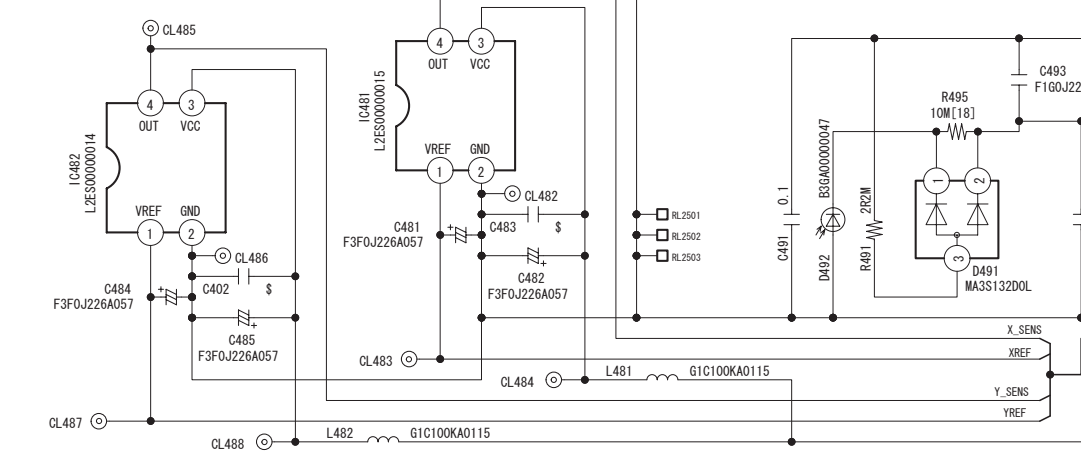 CL485
4
3
OUT
VCC
IC482
L2ES00000014
VREF
GND
1
2
CL486
C402
$
C484
F3F0J226A057
+
C485
F3F0J226A057
+
CL487
CL488
L482
G1C100KA0115
4
3
OUT
VCC
IC481
L2ES00000015
VREF
GND
1
2
CL482
C483
$
C481
F3F0J226A057
+
C482
F3F0J226A057
+
CL483
CL484
L481
G1C100KA0115
RL2501
RL2502
RL2503
C491
0.1
D492
B3GA00000047
R491
2R2M
R495
10M[18]
1
2
3
D491
MA3S132D0L
C493
F1G0J22
X_SENS
XREF
Y_SENS
YREF